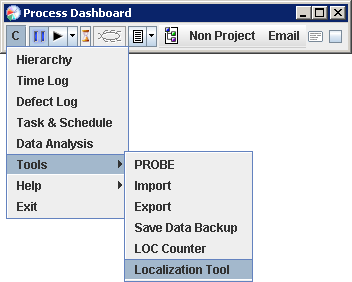 Process Dashboard
C Non Project Email
Hierarchy
Time Log
Defect Log
Task & Schedule
Data Analysis
Tools
Help
Exit
PROBE
Import
Export
Save Data Backup
LOC Counter
Localization Tool